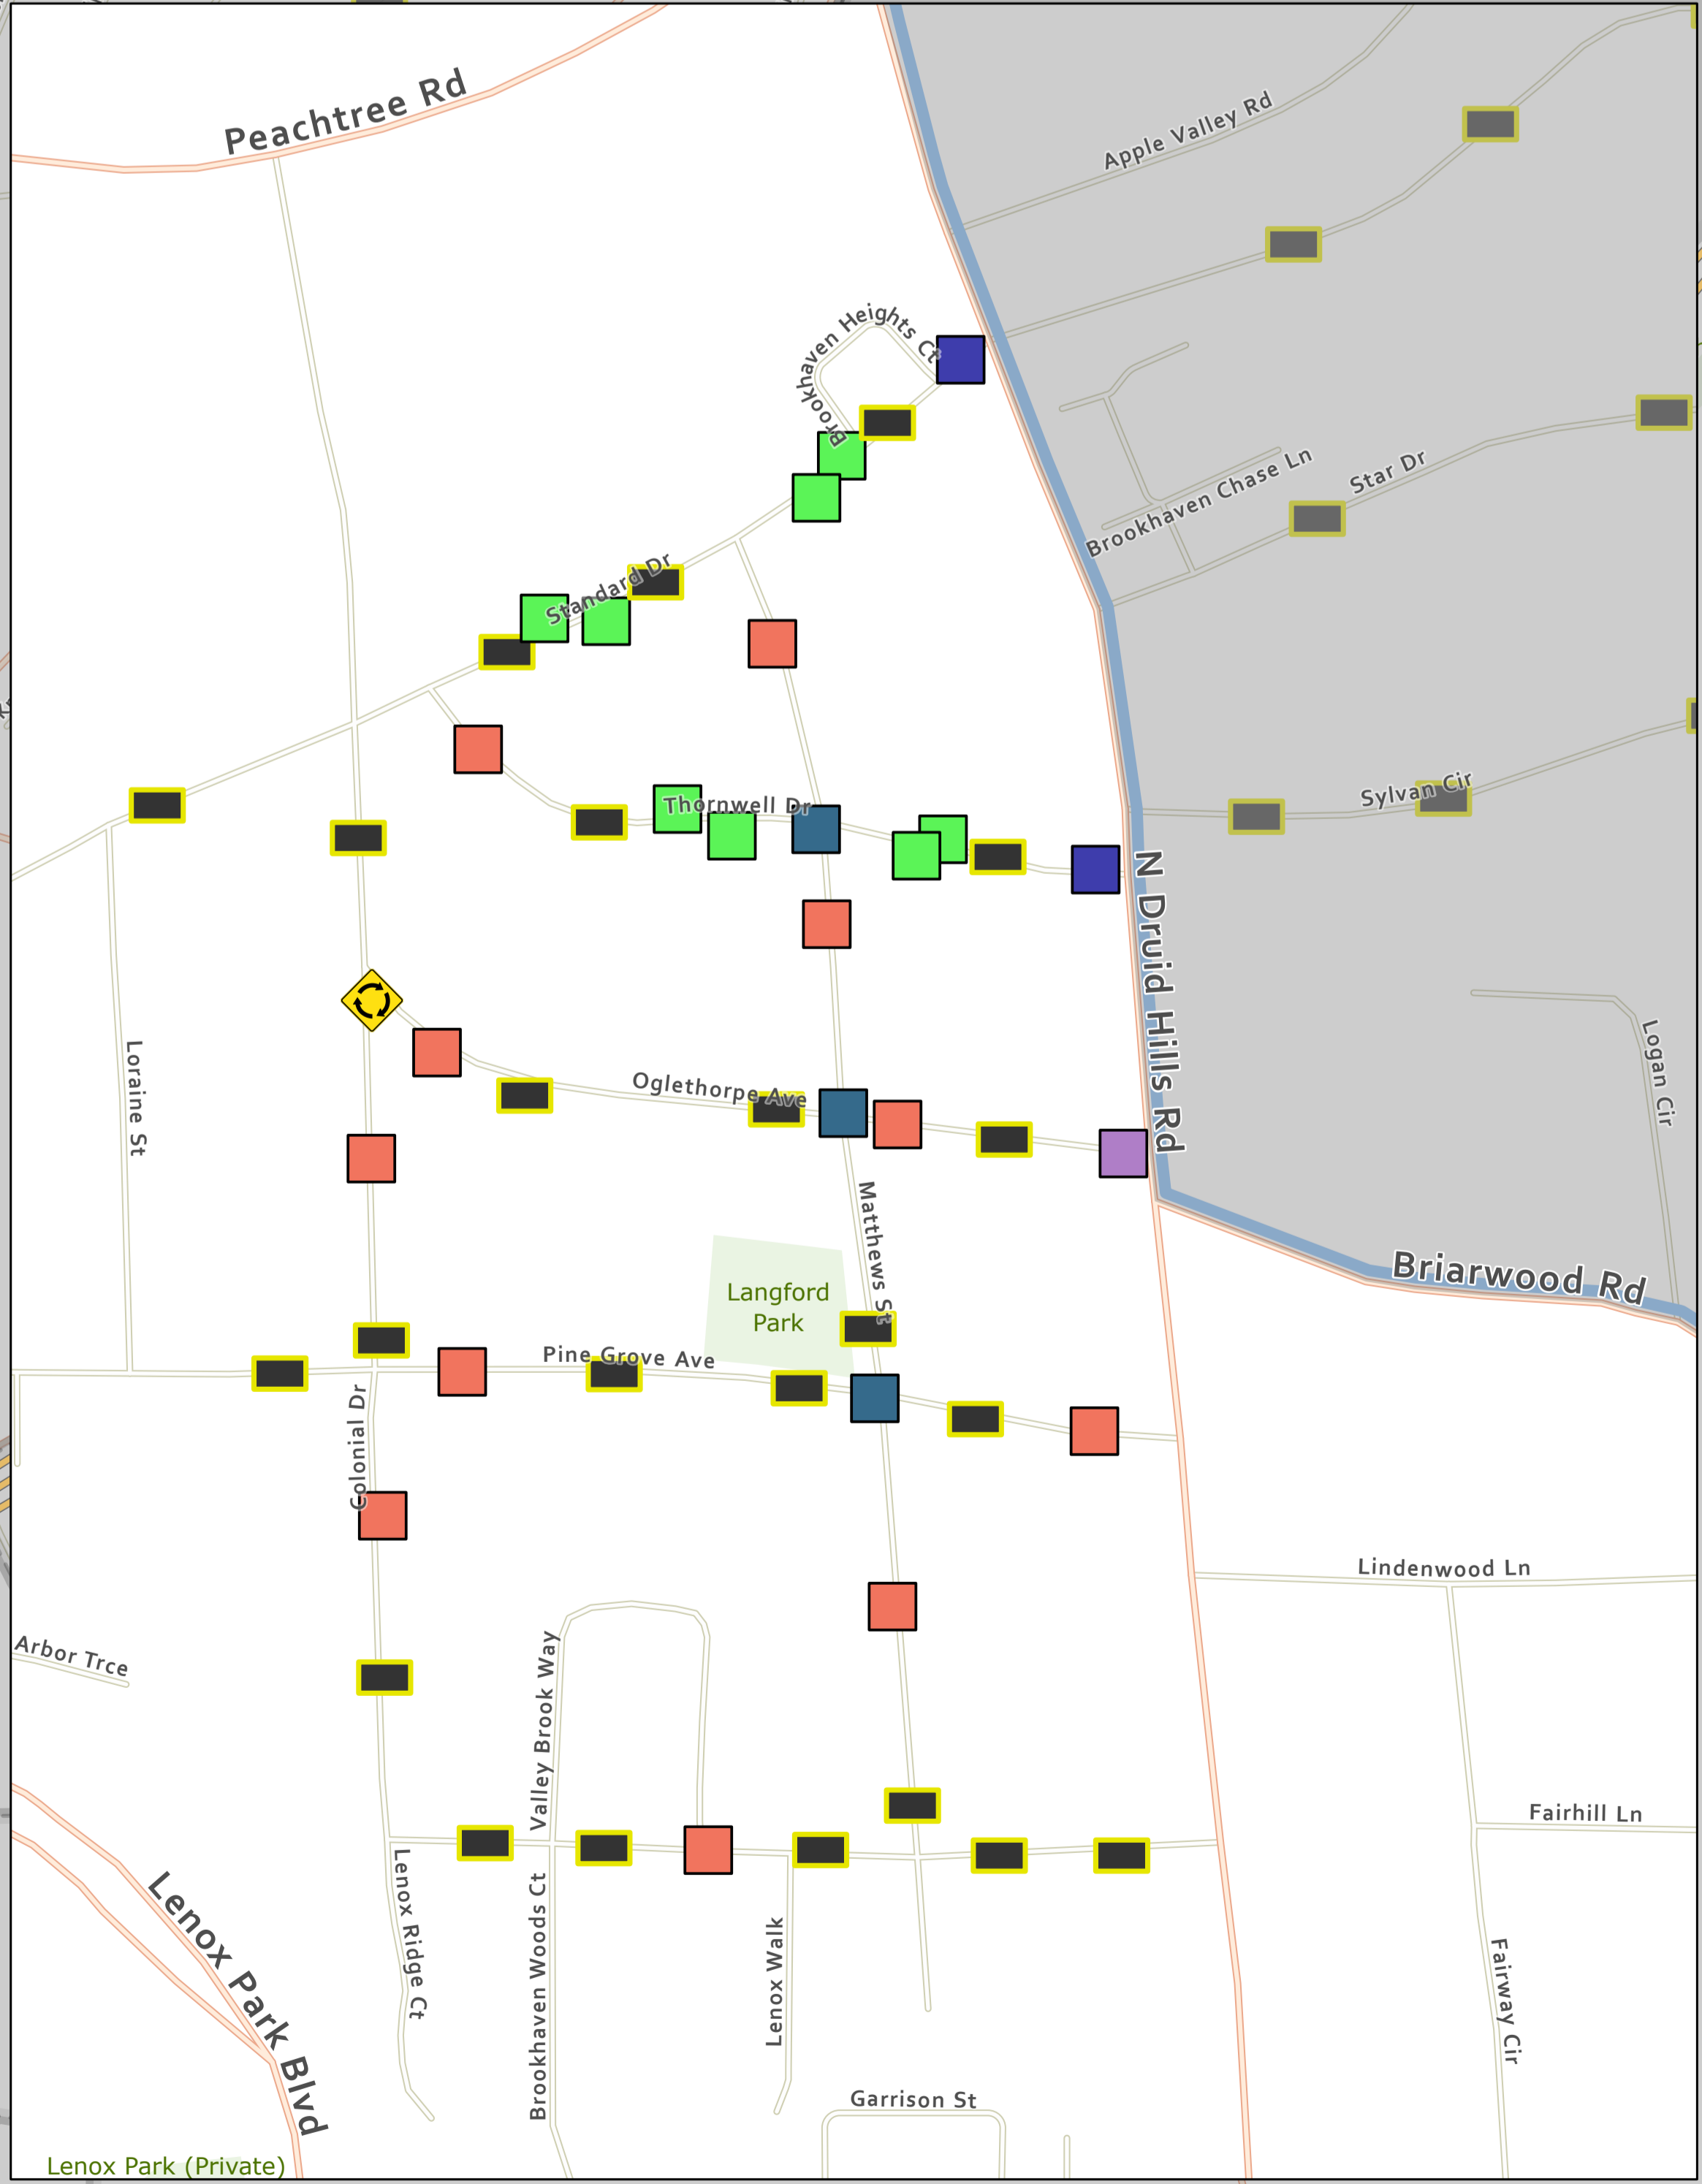 Peachtree Rd
Apple Valley Rd
Brookhaven Heights Ct
Brookhaven Chase Ln
Star Dr
Standard Dr
Sylvan Cir
Thornwell Dr
N Druid Hills Rd
Logan Cir
Loraine St
Oglethorpe Ave
Matthews St
Briarwood Rd
Langford
Park
Pine Grove Ave
Colonial Dr
Lindenwood Ln
Arbor Trce
Valley Brook Way
Fairhill Ln
Lenox Ridge Ct
Brookhaven Woods Ct
Lenox Walk
Lenox Park Blvd
Fairway Cir
Garrison St
Lenox Park (Private)